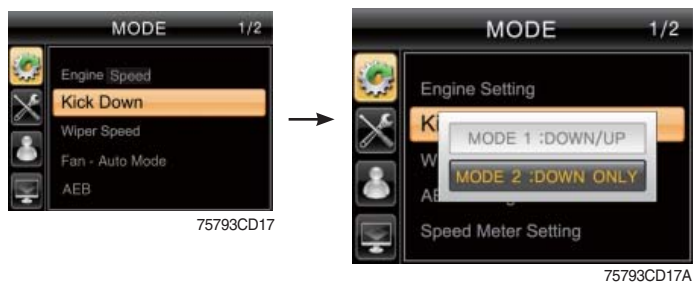 MODE 1/2
Engine Speed
Kick Down
Wiper Speed
Fan - Auto Mode
AEB
75793CD17
MODE 1/2
Engine Setting
Ki
MODE 1 :DOWN/UP
W
MODE 2 :DOWN ONLY
Speed Meter Setting
75793CD17A